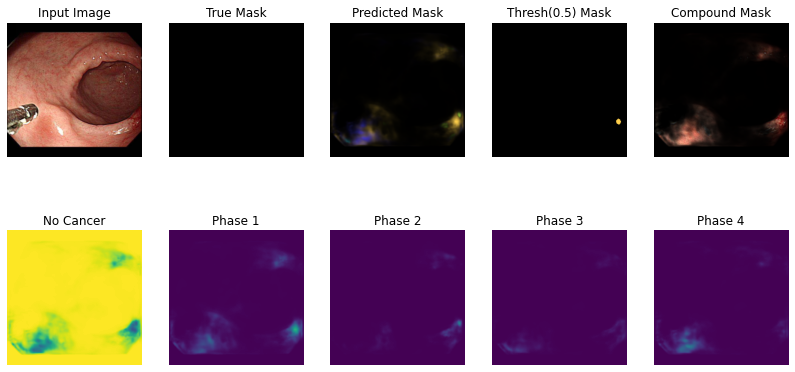 Input Image
True Mask
Predicted Mask
Thresh(0.5) Mask
Compound Mask
No Cancer
Phase 1
Phase 2
Phase 3
Phase 4